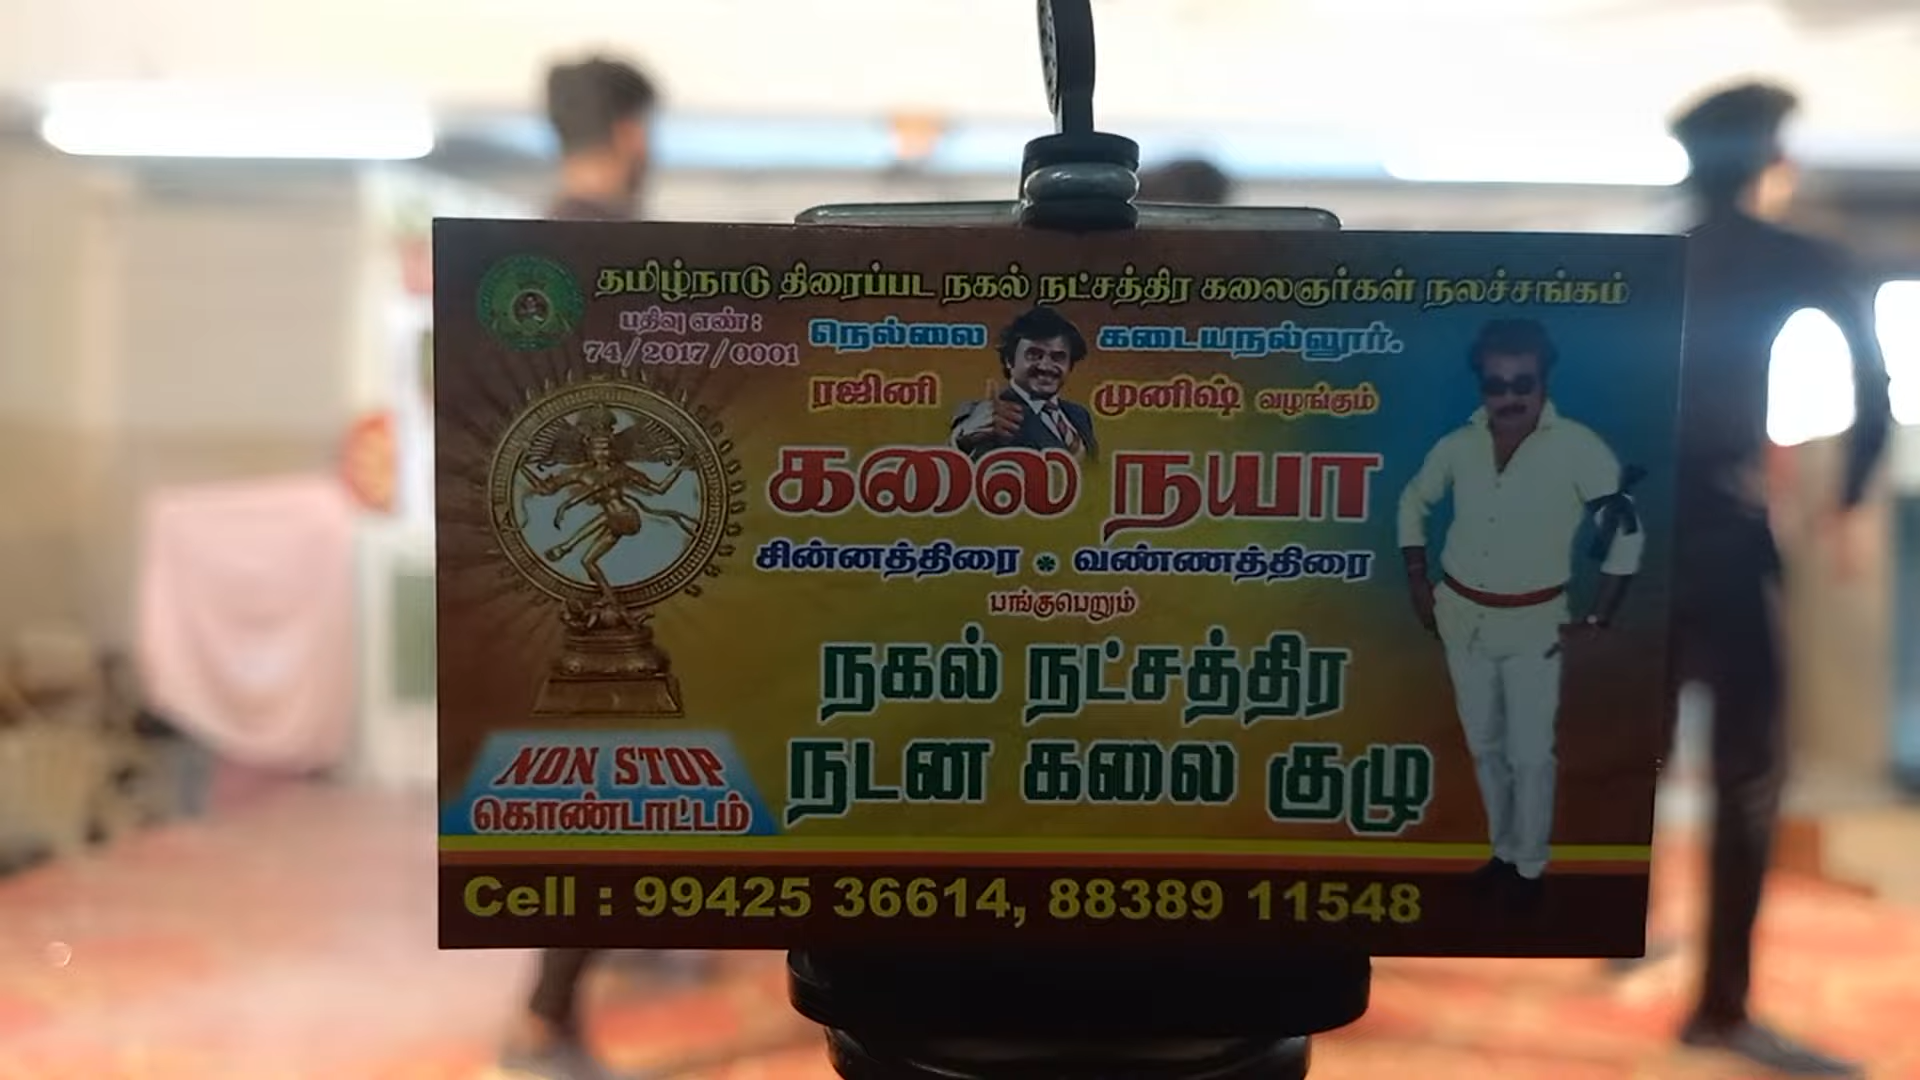 தமிழ்நாடு திரைப்பட நகல் நட்சத்திர கலைஞர்கள் நலச்சங்கம்
பதிவு எண் :
74/2017/0001
நெல்லை கடையநல்லூர்.
ரஜினி முனிஷ் வழங்கும்
கலை நயா
சின்னத்திரை வண்ணத்திரை
பங்குபெறும்
நகல் நட்சத்திர
நடன கலை குழு
NON STOP
கொண்டாட்டம்
Cell : 99425 36614, 88389 11548